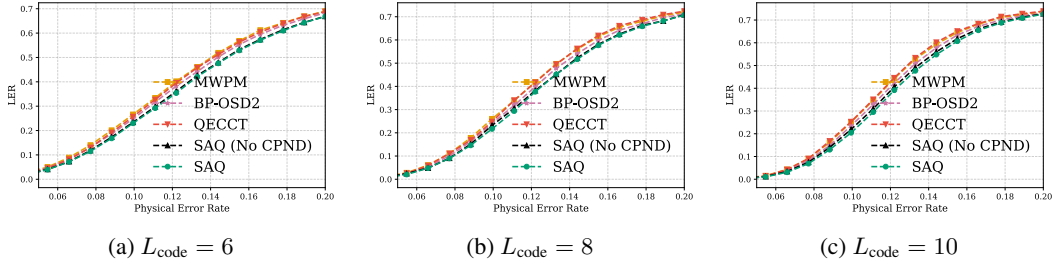 0.7
0.6
0.5
0.4
0.3
0.2
0.1
0.0
LER
MWPM
BP-OSD2
QECCT
SAQ (No CPND)
SAQ
0.06 0.08 0.10 0.12 0.14 0.16 0.18 0.20
Physical Error Rate
(a) L_code = 6
0.7
0.6
0.5
0.4
0.3
0.2
0.1
0.0
LER
MWPM
BP-OSD2
QECCT
SAQ (No CPND)
SAQ
0.06 0.08 0.10 0.12 0.14 0.16 0.18 0.20
Physical Error Rate
(b) L_code = 8
0.7
0.6
0.5
0.4
0.3
0.2
0.1
0.0
LER
MWPM
BP-OSD2
QECCT
SAQ (No CPND)
SAQ
0.06 0.08 0.10 0.12 0.14 0.16 0.18 0.20
Physical Error Rate
(c) L_code = 10